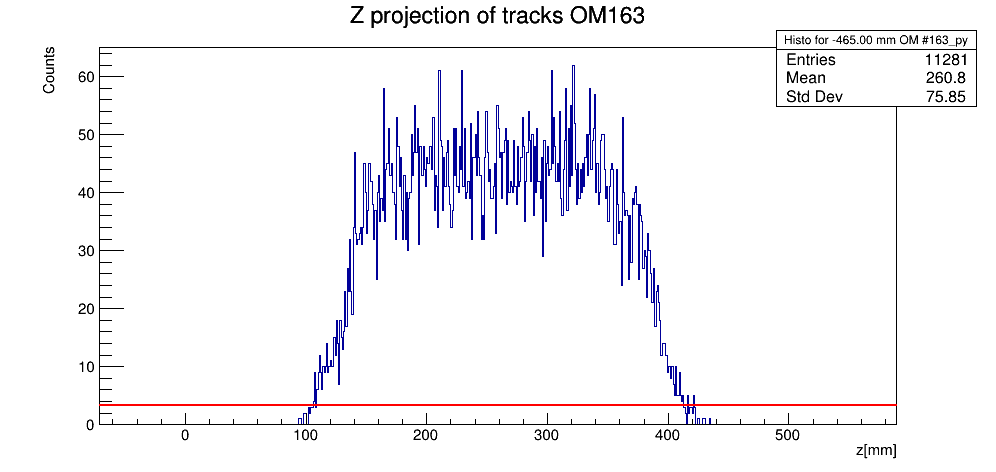 Z projection of tracks OM163
Histo for -465.00 mm OM #163_py
Entries 11281
Mean 260.8
Std Dev 75.85
Counts
60
50
40
30
20
10
0
0 100 200 300 400 500
z[mm]